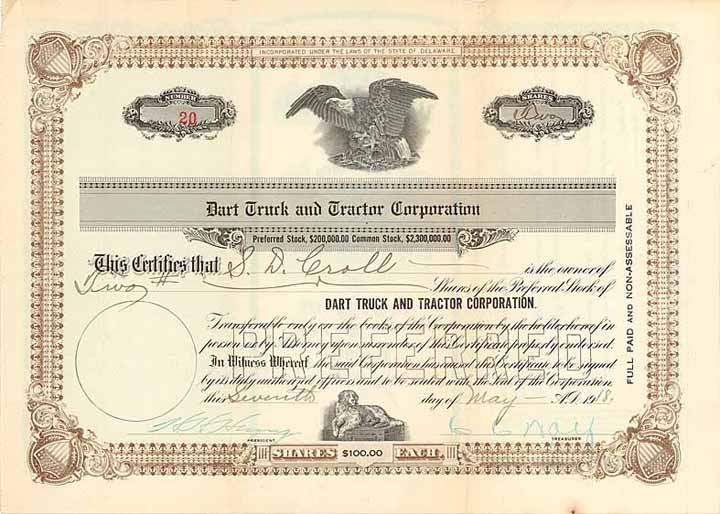 INCORPORATED UNDER THE LAWS OF THE STATE OF DELAWARE.
NUMBER
20
SHARES
Two
Dart Truck and Tractor Corporation
Preferred Stock, $200,000.00 Common Stock, $2,300,000.00
This Certifies that S. D. Croll is the owner of
Two Shares of the Preferred Stock of
DART TRUCK AND TRACTOR CORPORATION.
Transferable only on the books of the Corporation by the holder hereof in
person or by Attorney upon surrender of this Certificate properly endorsed.
PREFERRED
In Witness Whereof the said Corporation has caused this Certificate to be signed
by its duly authorized officers and to be sealed with the Seal of the Corporation
this Seventh day of May A.D. 1918.
PRESIDENT
TREASURER
SHARES $100.00 EACH.
FULL PAID AND NON-ASSESSABLE